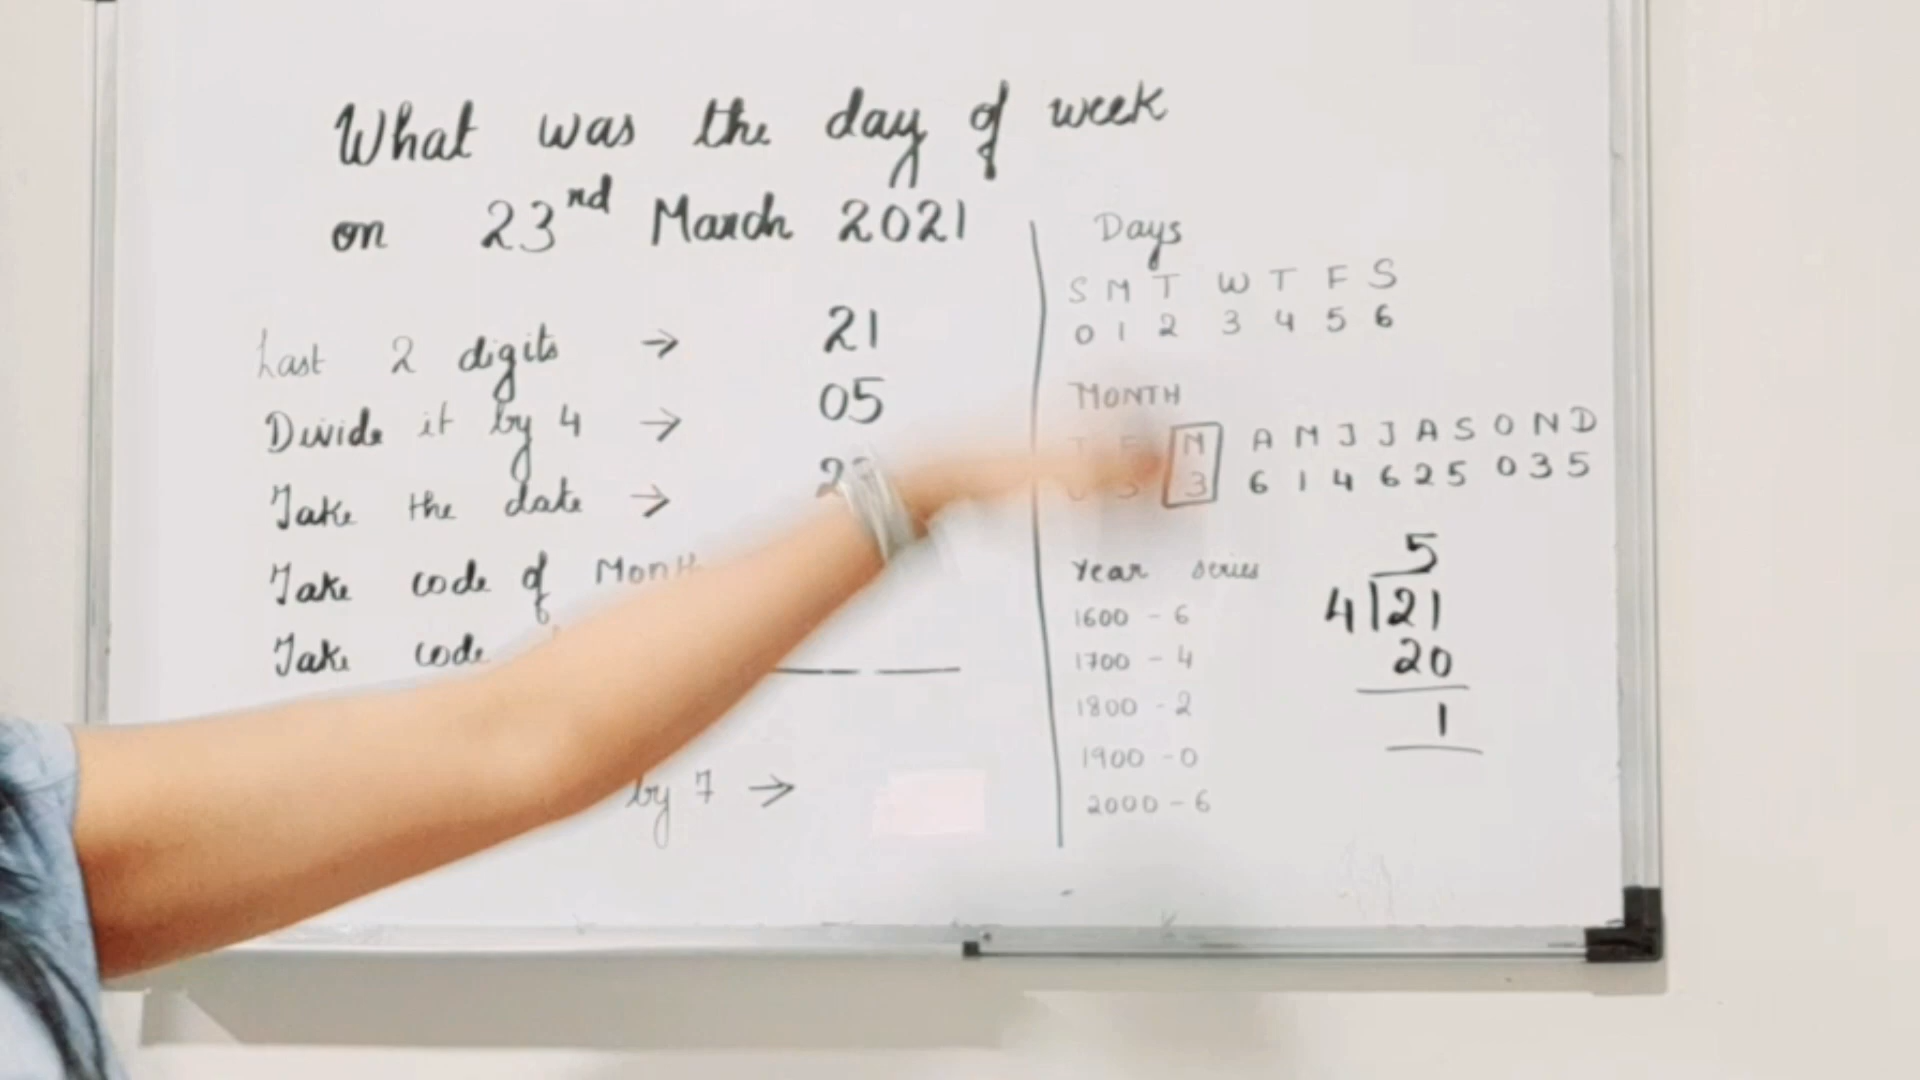 What was the day of week
on 23nd March 2021
Last 2 digits → 21
Divide it by 4 → 05
Take the date → 2
Take code of Month
Take code
by 7 →
Days
S M T W T F S
0 1 2 3 4 5 6
MONTH
M A M J J A S O N D
3 6 1 4 6 2 5 0 3 5
Year series
1600 - 6
1700 - 4
1800 - 2
1900 - 0
2000 - 6
5
4 21
20
1